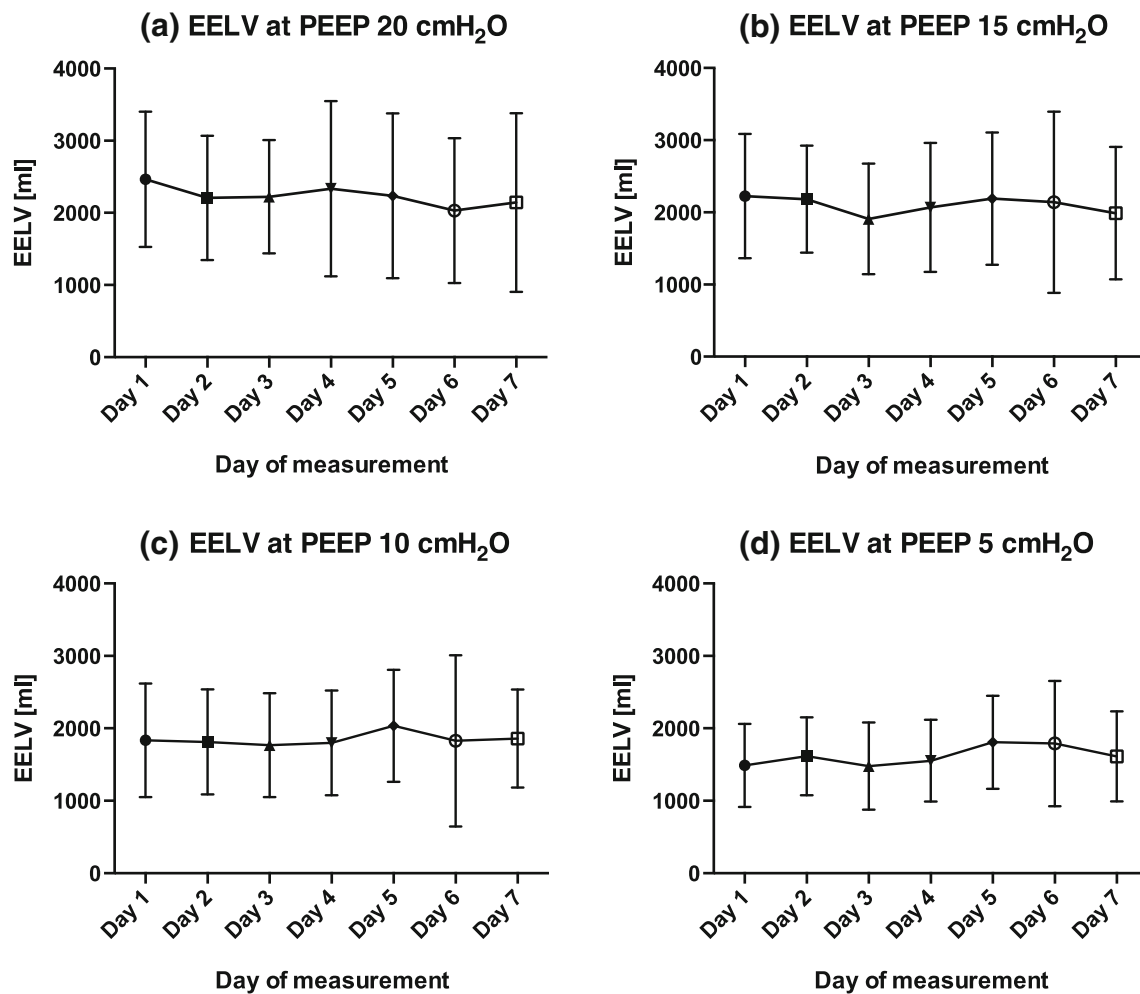 (a) EELV at PEEP 20 cmH₂O
EELV [ml]
4000
3000
2000
1000
0
Day 1
Day 2
Day 3
Day 4
Day 5
Day 6
Day 7
Day of measurement
(b) EELV at PEEP 15 cmH₂O
EELV [ml]
4000
3000
2000
1000
0
Day 1
Day 2
Day 3
Day 4
Day 5
Day 6
Day 7
Day of measurement
(c) EELV at PEEP 10 cmH₂O
EELV [ml]
4000
3000
2000
1000
0
Day 1
Day 2
Day 3
Day 4
Day 5
Day 6
Day 7
Day of measurement
(d) EELV at PEEP 5 cmH₂O
EELV [ml]
4000
3000
2000
1000
0
Day 1
Day 2
Day 3
Day 4
Day 5
Day 6
Day 7
Day of measurement